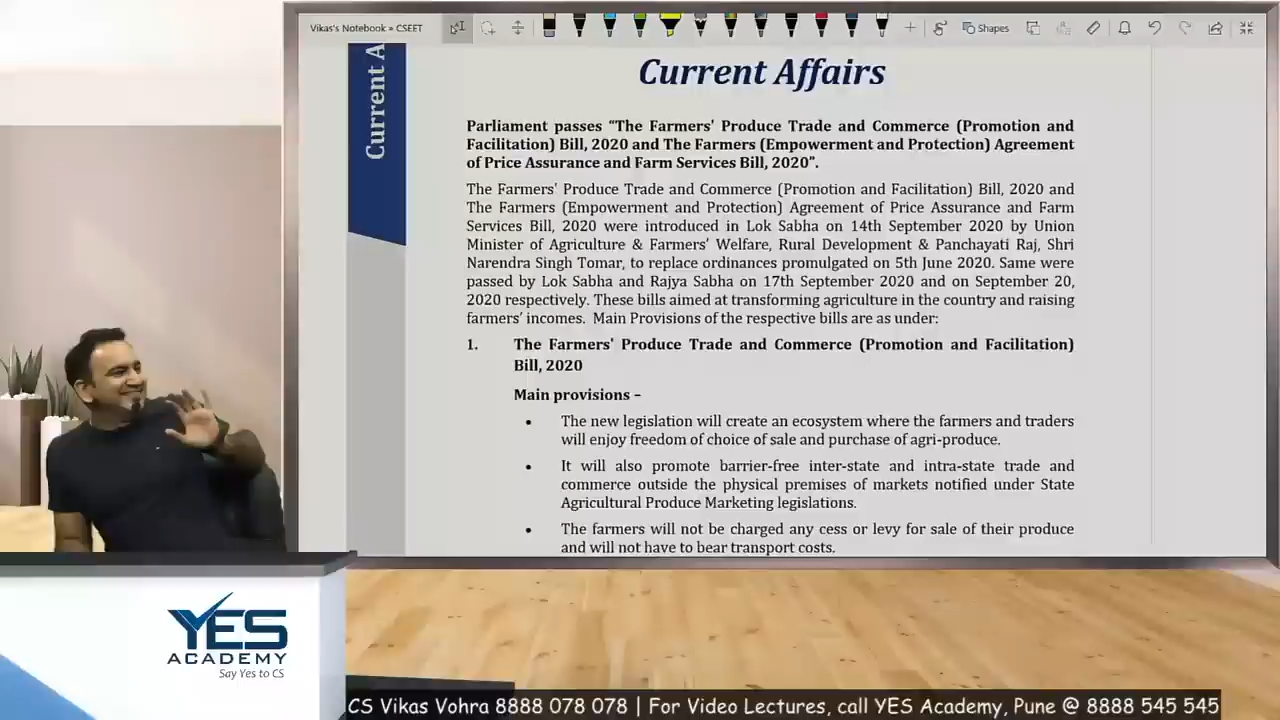 Vikas's Notebook » CSEET
Shapes
Current A
Current Affairs
Parliament passes “The Farmers' Produce Trade and Commerce (Promotion and
Facilitation) Bill, 2020 and The Farmers (Empowerment and Protection) Agreement
of Price Assurance and Farm Services Bill, 2020”.
The Farmers' Produce Trade and Commerce (Promotion and Facilitation) Bill, 2020 and
The Farmers (Empowerment and Protection) Agreement of Price Assurance and Farm
Services Bill, 2020 were introduced in Lok Sabha on 14th September 2020 by Union
Minister of Agriculture & Farmers’ Welfare, Rural Development & Panchayati Raj, Shri
Narendra Singh Tomar, to replace ordinances promulgated on 5th June 2020. Same were
passed by Lok Sabha and Rajya Sabha on 17th September 2020 and on September 20,
2020 respectively. These bills aimed at transforming agriculture in the country and raising
farmers’ incomes. Main Provisions of the respective bills are as under:
1. The Farmers' Produce Trade and Commerce (Promotion and Facilitation)
Bill, 2020
Main provisions –
• The new legislation will create an ecosystem where the farmers and traders
will enjoy freedom of choice of sale and purchase of agri-produce.
• It will also promote barrier-free inter-state and intra-state trade and
commerce outside the physical premises of markets notified under State
Agricultural Produce Marketing legislations.
• The farmers will not be charged any cess or levy for sale of their produce
and will not have to bear transport costs.
YES
ACADEMY
Say Yes to CS
CS Vikas Vohra 8888 078 078 | For Video Lectures, call YES Academy, Pune @ 8888 545 545